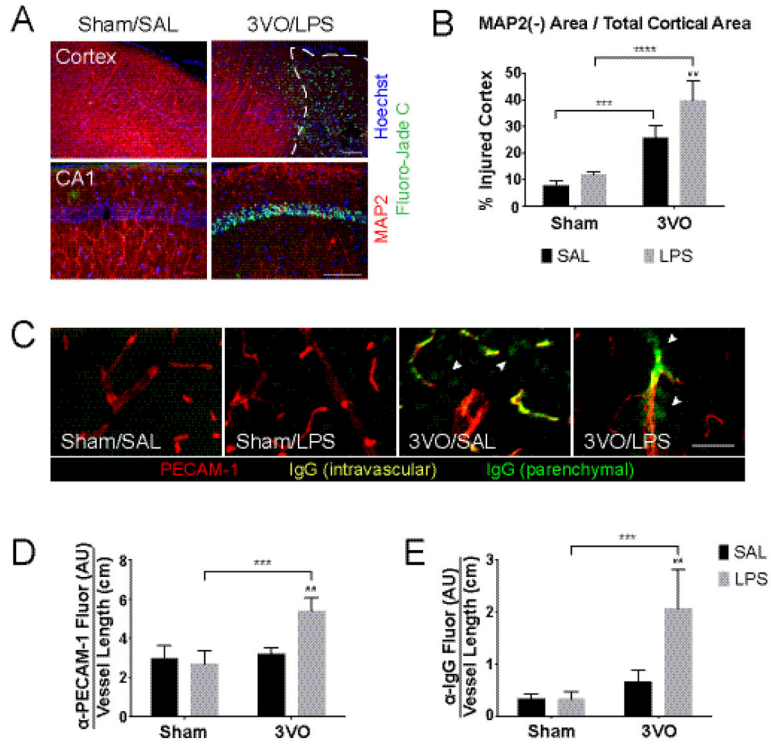 A
Sham/SAL
3VO/LPS
Cortex
CA1
Hoechst
Fluoro-Jade C
MAP2
B
MAP2(-) Area / Total Cortical Area
% Injured Cortex
50
40
30
20
10
0
***
****
##
Sham
3VO
SAL
LPS
C
Sham/SAL
Sham/LPS
3VO/SAL
3VO/LPS
PECAM-1
IgG (intravascular)
IgG (parenchymal)
D
α-PECAM-1 Fluor (AU)
Vessel Length (cm)
8
6
4
2
0
***
##
Sham
3VO
E
α-IgG Fluor (AU)
Vessel Length (cm)
3
2
1
0
***
##
Sham
3VO
SAL
LPS